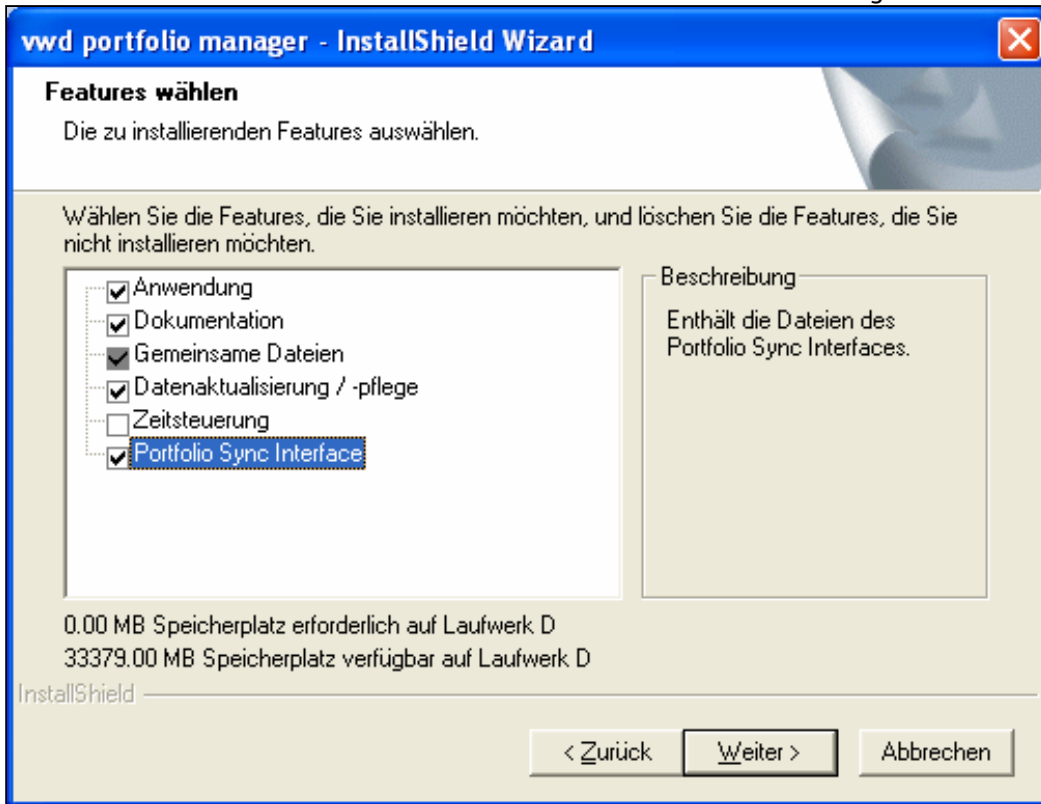 vwd portfolio manager - InstallShield Wizard
Features wählen
Die zu installierenden Features auswählen.
Wählen Sie die Features, die Sie installieren möchten, und löschen Sie die Features, die Sie
nicht installieren möchten.
Anwendung
Dokumentation
Gemeinsame Dateien
Datenaktualisierung / -pflege
Zeitsteuerung
Portfolio Sync Interface
Beschreibung
Enthält die Dateien des
Portfolio Sync Interfaces.
0.00 MB Speicherplatz erforderlich auf Laufwerk D
33379.00 MB Speicherplatz verfügbar auf Laufwerk D
InstallShield
< Zurück
Weiter >
Abbrechen